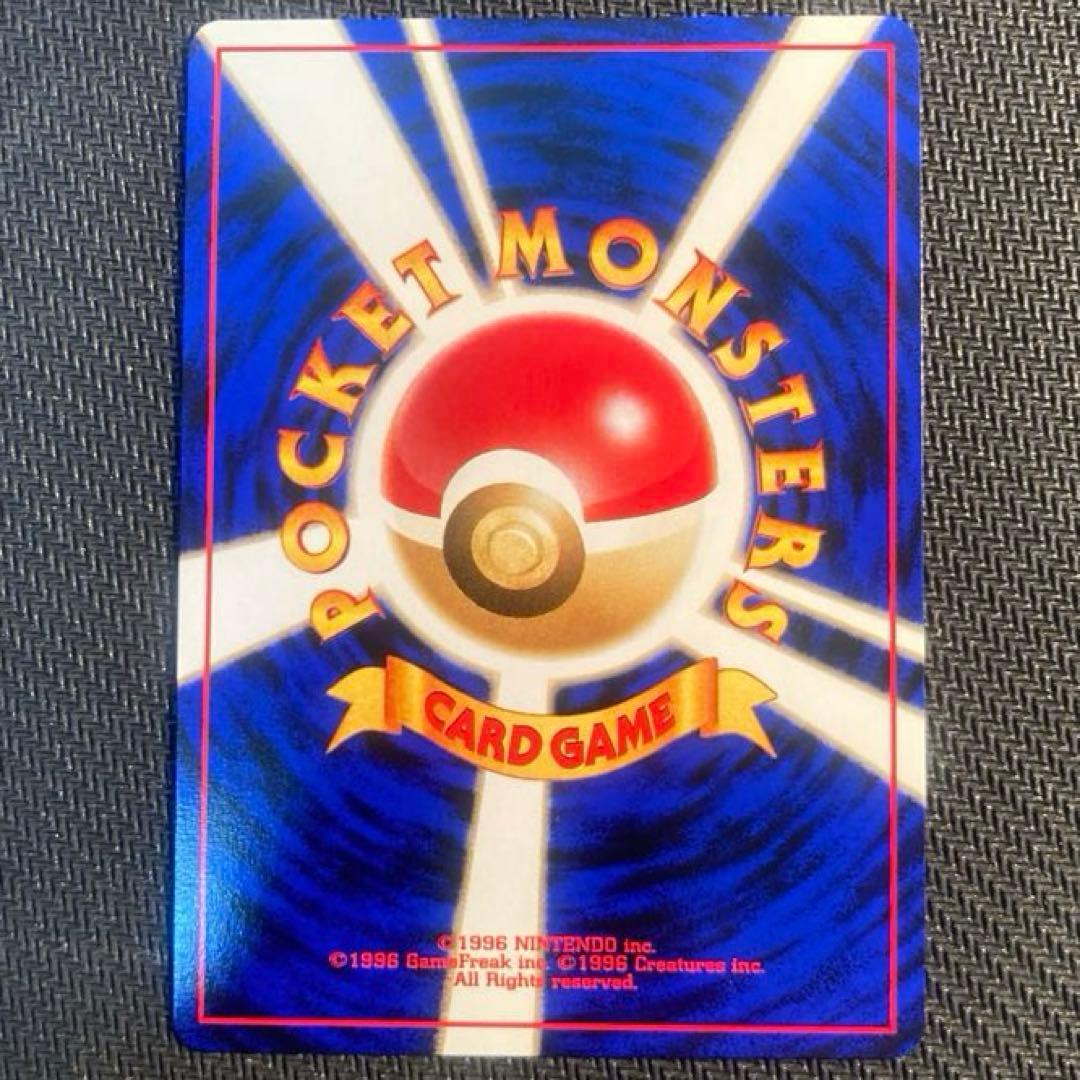 POCKET MONSTERS
CARD GAME
©1996 NINTENDO inc.
©1996 GameFreak inc. ©1996 Creatures inc.
All Rights reserved.